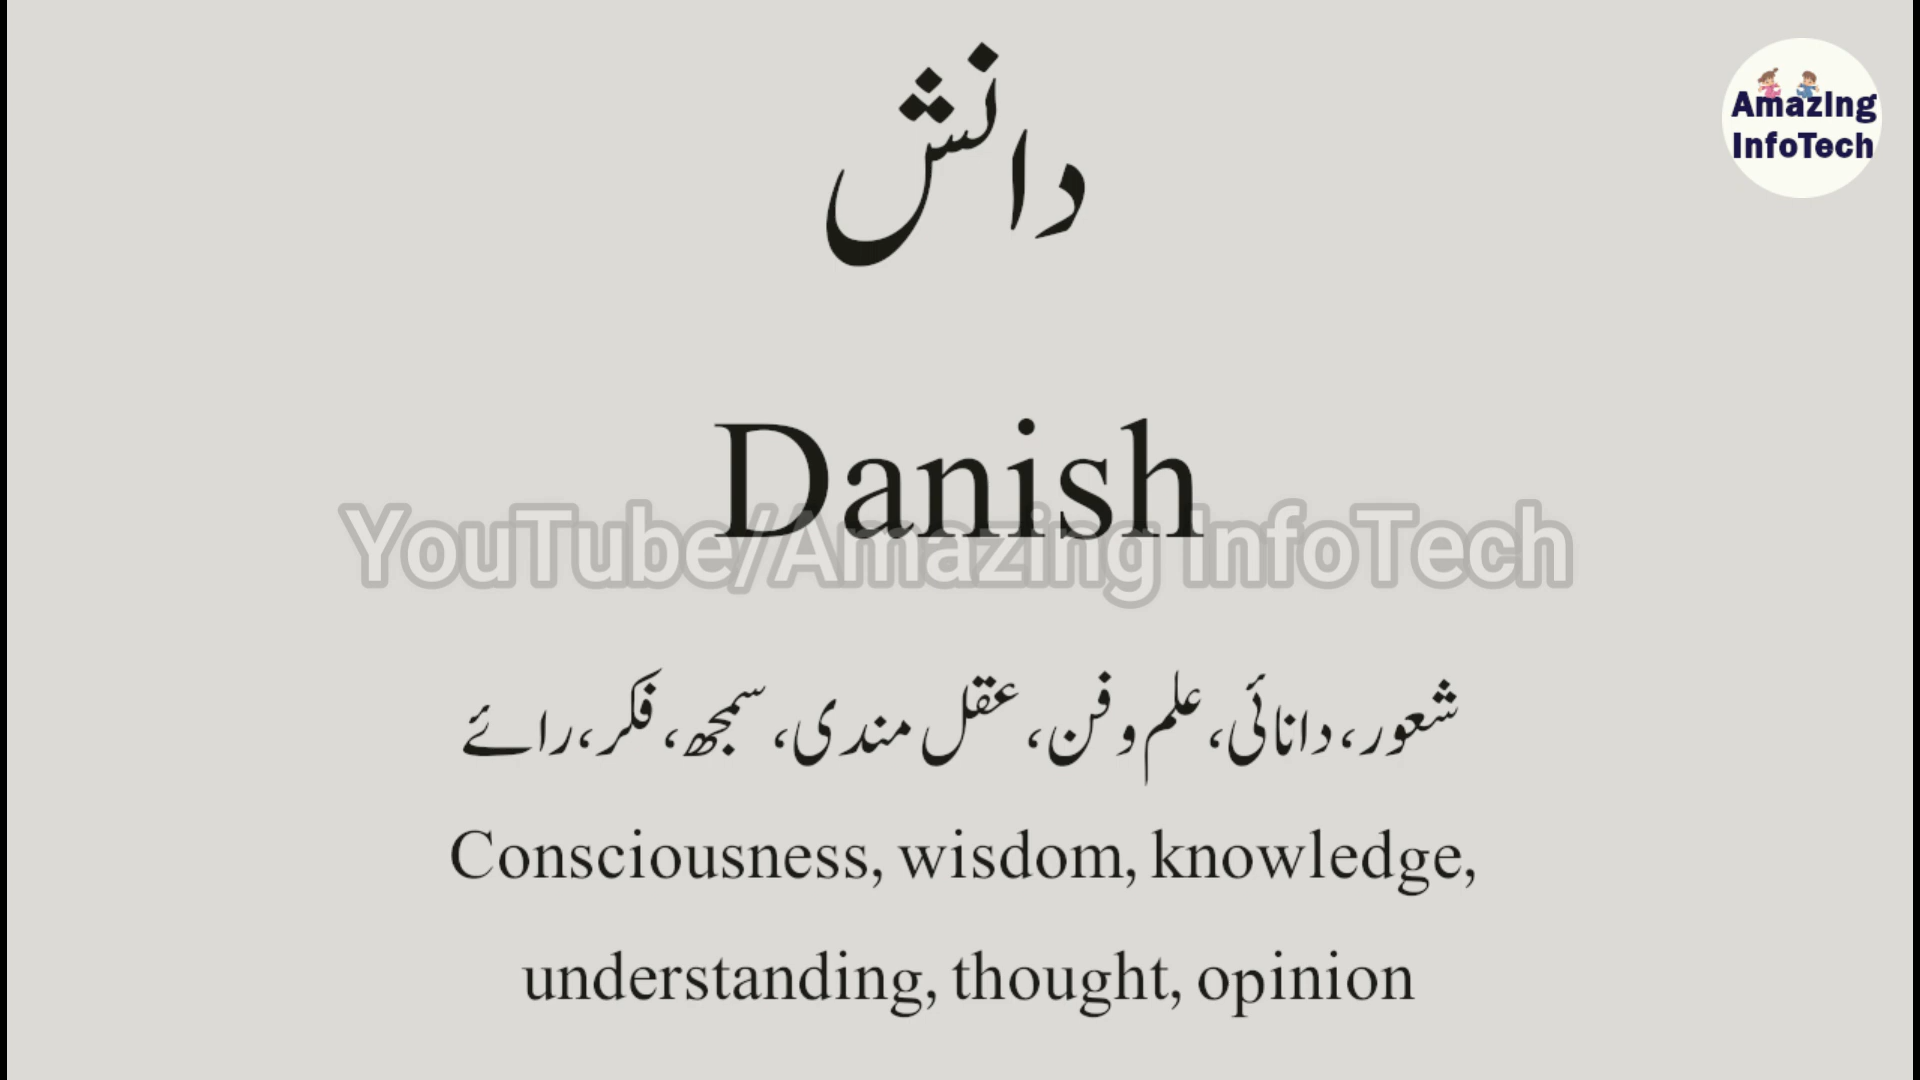 دانش
Amazing
InfoTech
Danish
YouTube/Amazing InfoTech
شعور، دانائی، علم و فن، عقل مندی، سمجھ، فکر، رائے
Consciousness, wisdom, knowledge,
understanding, thought, opinion